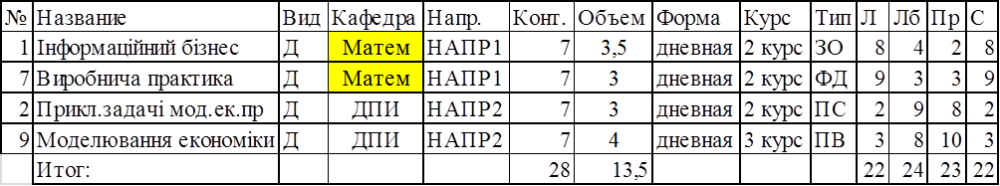 № Название Вид Кафедра Напр. Конт. Объем Форма Курс Тип Л Лб Пр С
1 Інформаційний бізнес Д Матем НАПР1 7 3,5 дневная 2 курс ЗО 8 4 2 8
7 Виробнича практика Д Матем НАПР1 7 3 дневная 2 курс ФД 9 3 3 9
2 Прикл.задачі мод.ек.пр Д ДПИ НАПР2 7 3 дневная 2 курс ПС 2 9 8 2
9 Моделювання економіки Д ДПИ НАПР2 7 4 дневная 3 курс ПВ 3 8 10 3
Итог: 28 13,5 22 24 23 22